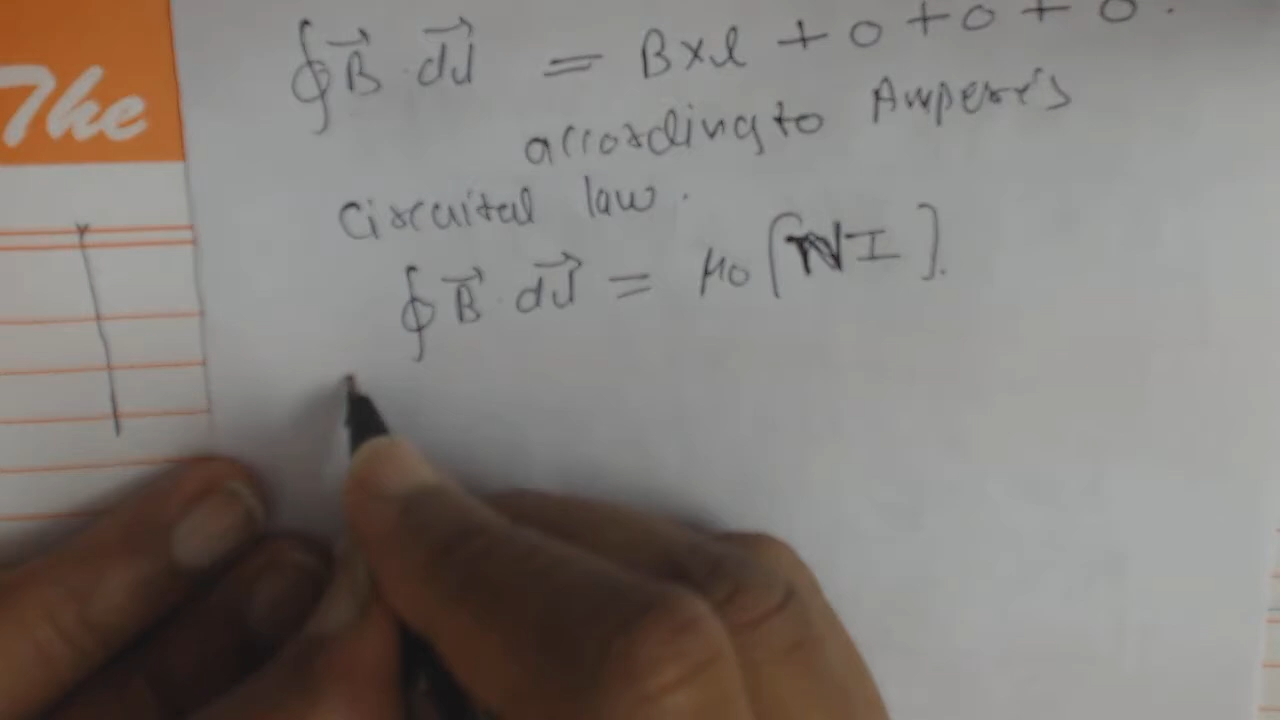 ∮B⃗ · dl⃗ = B×l + 0 + 0 + 0.
according to Ampere's
Circuital law.
∮B⃗ · dl⃗ = μ0[NI].
The